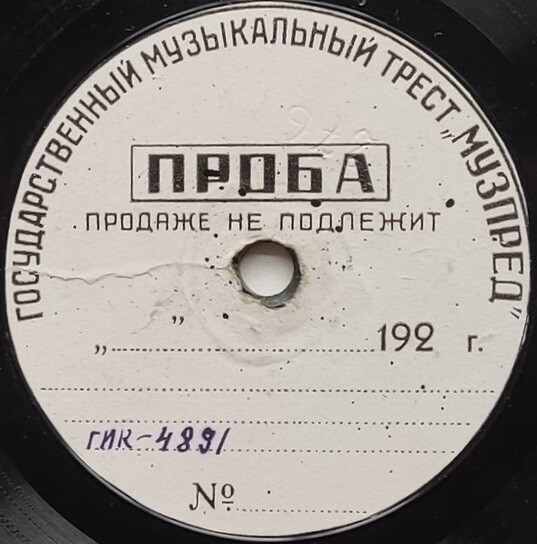 ГОСУДАРСТВЕННЫЙ МУЗЫКАЛЬНЫЙ ТРЕСТ „МУЗПРЕД”
ПРОБА
ПРОДАЖЕ НЕ ПОДЛЕЖИТ
„ ” 192 г.
ГИК-4891
№